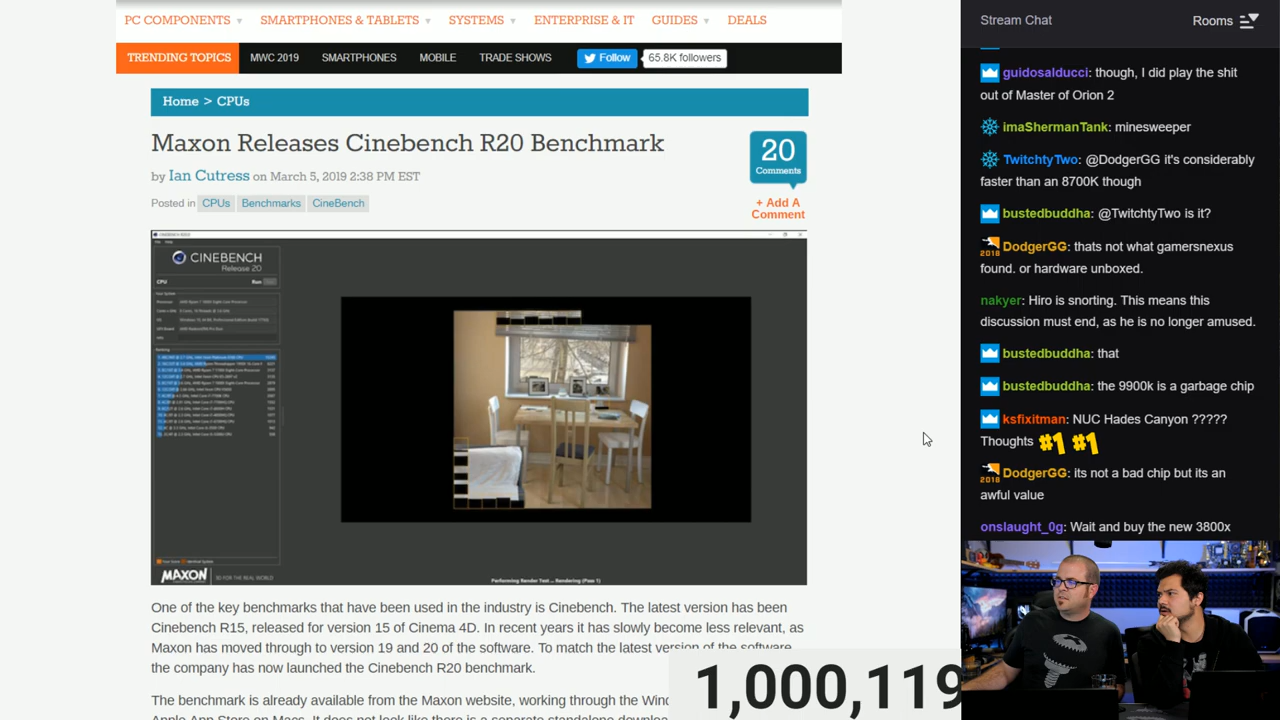 PC COMPONENTS SMARTPHONES & TABLETS SYSTEMS ENTERPRISE & IT GUIDES DEALS
TRENDING TOPICS MWC 2019 SMARTPHONES MOBILE TRADE SHOWS Follow 65.8K followers
Home > CPUs
Maxon Releases Cinebench R20 Benchmark
by Ian Cutress on March 5, 2019 2:38 PM EST
Posted in CPUs Benchmarks CineBench
20
Comments
+ Add A
Comment
CINEBENCH
Release 20
CPU Run
MAXON 3D FOR THE REAL WORLD
Performing Render Test ... Rendering (Pass 1)
One of the key benchmarks that have been used in the industry is Cinebench. The latest version has been
Cinebench R15, released for version 15 of Cinema 4D. In recent years it has slowly become less relevant, as
Maxon has moved through to version 19 and 20 of the software. To match the latest version of the software,
the company has now launched the Cinebench R20 benchmark.
The benchmark is already available from the Maxon website, working through the Wind
Apple App Store on Macs. It does not look like there is a separate standalone downloa
1,000,119
Stream Chat Rooms
guidosalducci: though, I did play the shit
out of Master of Orion 2
imaShermanTank: minesweeper
TwitchtyTwo: @DodgerGG it's considerably
faster than an 8700K though
bustedbuddha: @TwitchtyTwo is it?
DodgerGG: thats not what gamersnexus
found. or hardware unboxed.
nakyer: Hiro is snorting. This means this
discussion must end, as he is no longer amused.
bustedbuddha: that
bustedbuddha: the 9900k is a garbage chip
ksfixitman: NUC Hades Canyon ?????
Thoughts #1 #1
DodgerGG: its not a bad chip but its an
awful value
onslaught_0g: Wait and buy the new 3800x